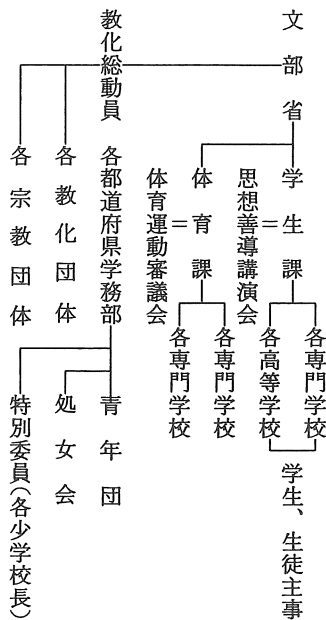 文部省
学生課
思想善導講演会
各専門学校
各高等学校
学生、生徒主事
体育課
体育運動審議会
各専門学校
各専門学校
教化総動員
各都道府県学務部
青年団
処女会
特別委員(各少学校長)
各教化団体
各宗教団体